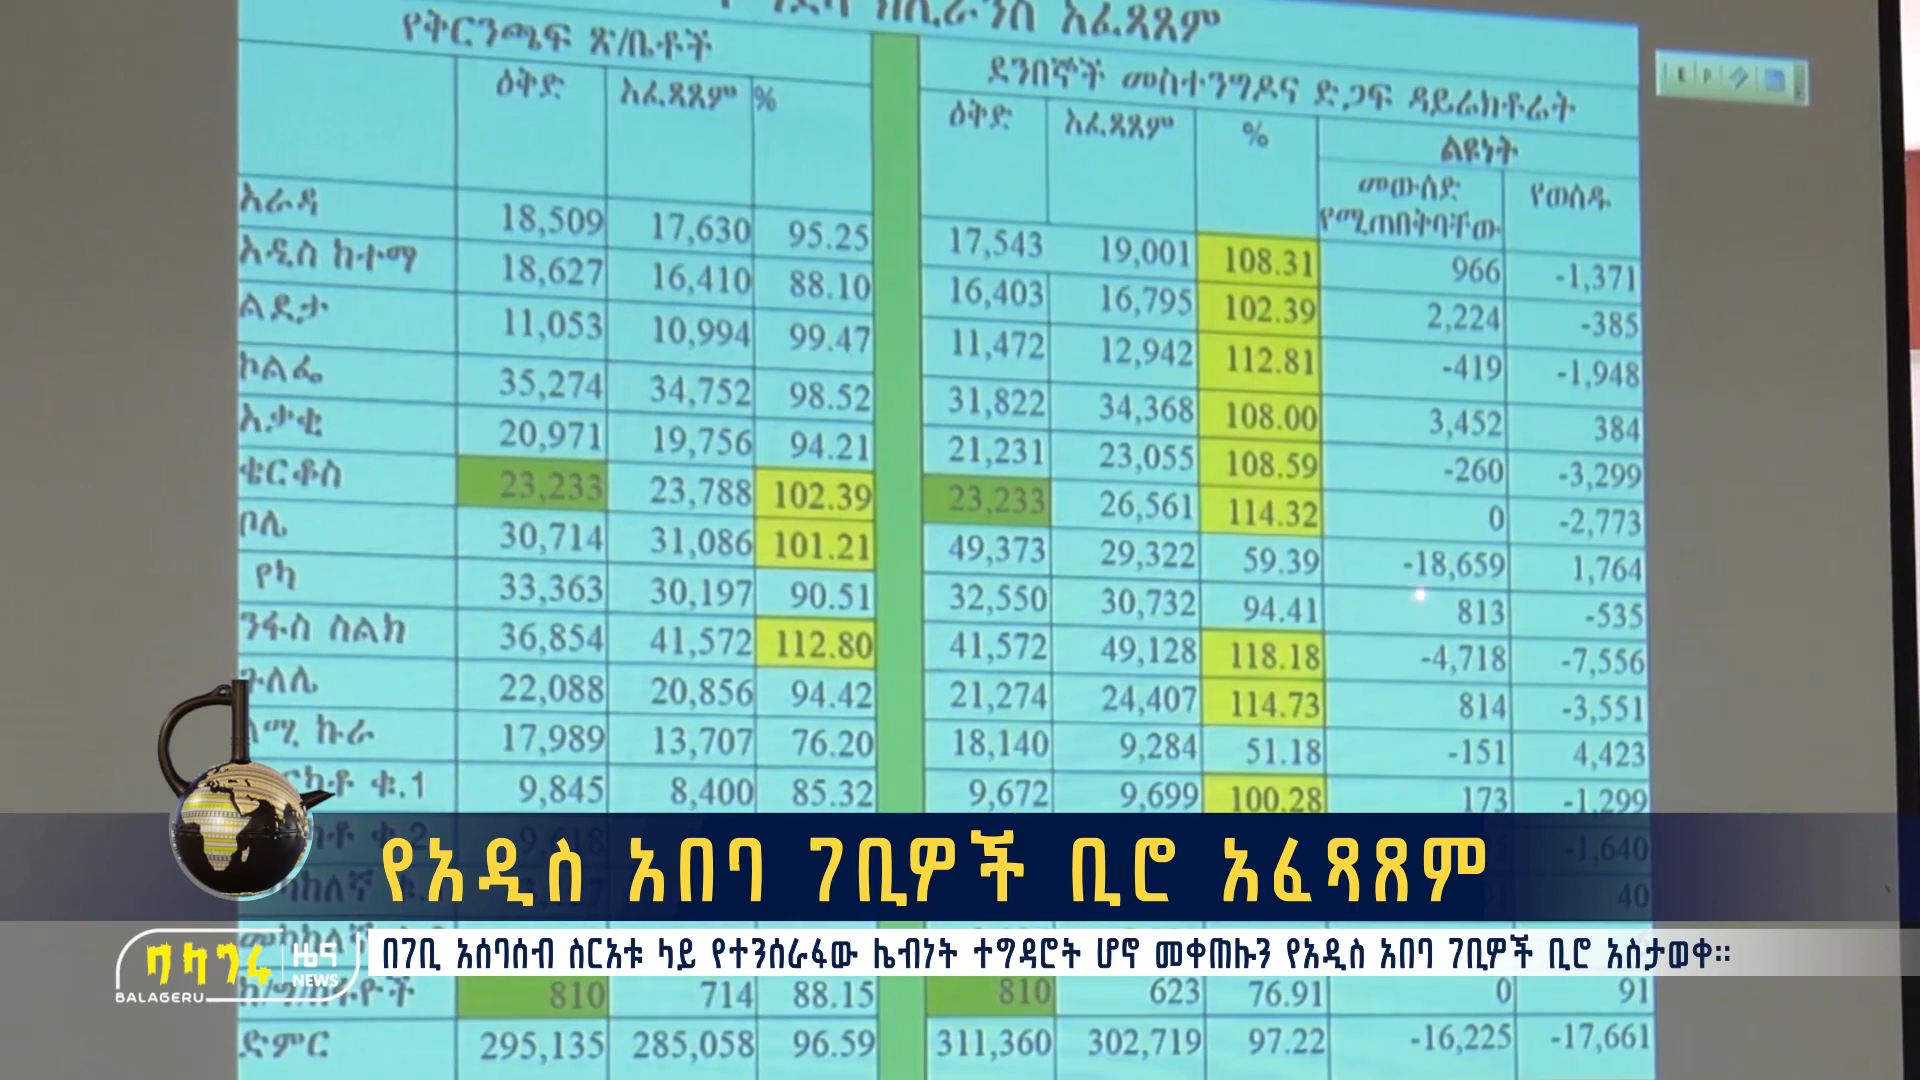 አፈጻጸም
የቅርንጫፍ ጽ/ቤቶች
ደንበኞች መስተንግዶና ድጋፍ ዳይሬክቶሬት
ዕቅድ አፈጻጸም % ዕቅድ አፈጻጸም % ልዩነት
መውሰድ የሚጠበቅባቸው የወሰዱ
አራዳ 18,509 17,630 95.25 17,543 19,001 108.31 966 -1,371
አዲስ ከተማ 18,627 16,410 88.10 16,403 16,795 102.39 2,224 -385
ልደታ 11,053 10,994 99.47 11,472 12,942 112.81 -419 -1,948
ኮልፌ 35,274 34,752 98.52 31,822 34,368 108.00 3,452 384
አቃቂ 20,971 19,756 94.21 21,231 23,055 108.59 -260 -3,299
ቂርቆስ 23,233 23,788 102.39 23,233 26,561 114.32 0 -2,773
ቦሌ 30,714 31,086 101.21 49,373 29,322 59.39 -18,659 1,764
የካ 33,363 30,197 90.51 32,550 30,732 94.41 813 -535
ንፋስ ስልክ 36,854 41,572 112.80 41,572 49,128 118.18 -4,718 -7,556
ጉለሌ 22,088 20,856 94.42 21,274 24,407 114.73 814 -3,551
ለሚ ኩራ 17,989 13,707 76.20 18,140 9,284 51.18 -151 4,423
ቁ.1 9,845 8,400 85.32 9,672 9,699 100.28 173 -1,299
9,618 -1,640
40
የአዲስ አበባ ገቢዎች ቢሮ አፈጻጸም
ባላገሩ ዜና
BALAGERU NEWS
በገቢ አሰባሰብ ስርአቱ ላይ የተንሰራፋው ሌብነት ተግዳሮት ሆኖ መቀጠሉን የአዲስ አበባ ገቢዎች ቢሮ አስታወቀ።
810 714 88.15 810 623 76.91 0 91
ድምር 295,135 285,058 96.59 311,360 302,719 97.22 -16,225 -17,661